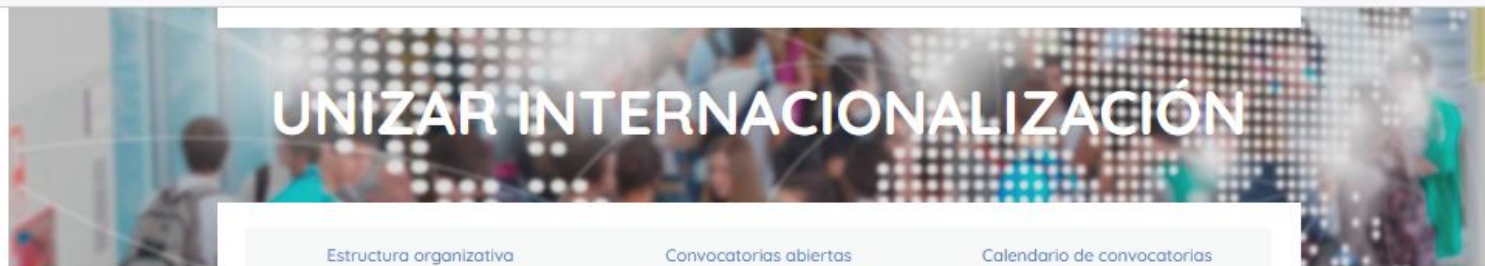 UNIZAR INTERNACIONALIZACIÓN
Estructura organizativa Convocatorias abiertas Calendario de convocatorias